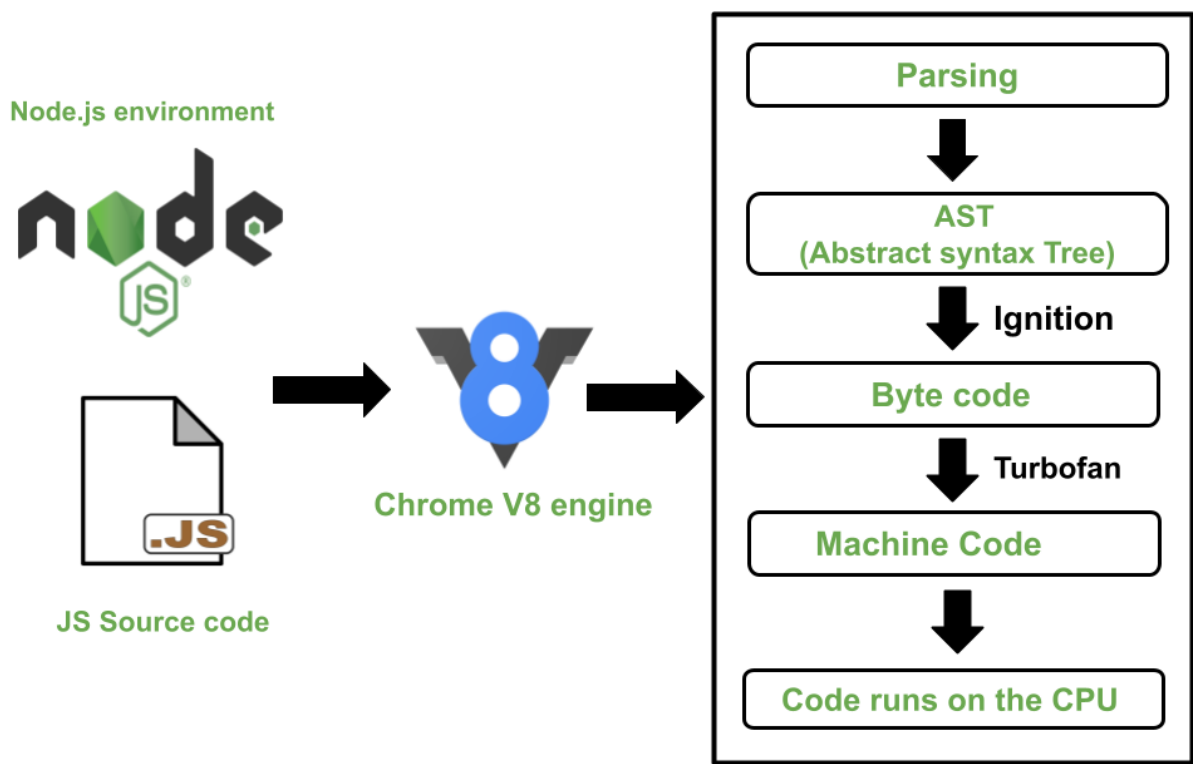 Node.js environment
node
JS®
.JS
JS Source code
8
Chrome V8 engine
Parsing
AST
(Abstract syntax Tree)
Ignition
Byte code
Turbofan
Machine Code
Code runs on the CPU